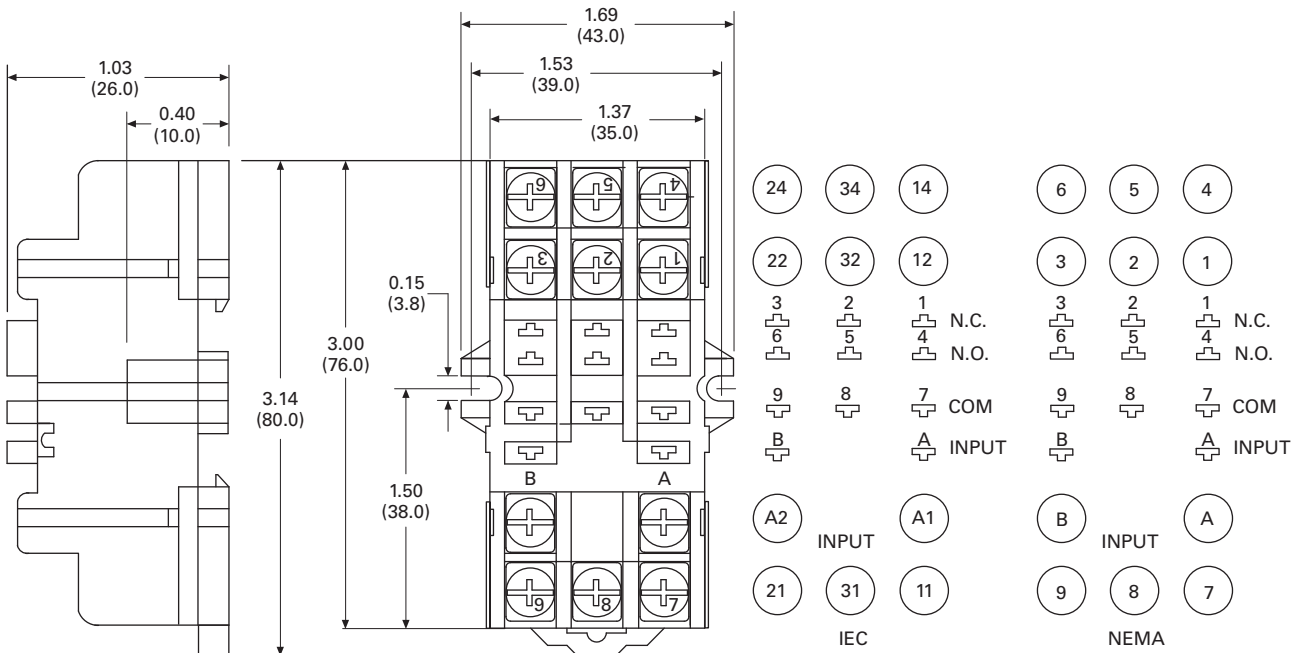 1.69
(43.0)
1.53
(39.0)
1.37
(35.0)
1.03
(26.0)
0.40
(10.0)
3.14
(80.0)
3.00
(76.0)
0.15
(3.8)
1.50
(38.0)
6 5 4
3 2 1
B A
9 8 7
24 34 14
22 32 12
3 2 1 N.C.
6 5 4 N.O.
9 8 7 COM
B A INPUT
A2 A1
INPUT
21 31 11
IEC
6 5 4
3 2 1
3 2 1 N.C.
6 5 4 N.O.
9 8 7 COM
B A INPUT
B A
INPUT
9 8 7
NEMA